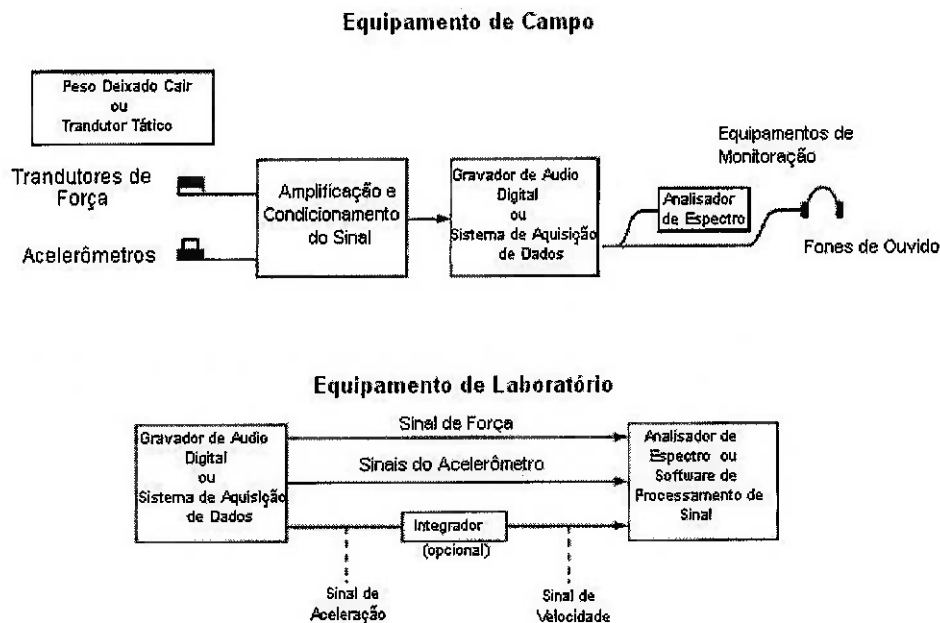 Equipamento de Campo
Peso Deixado Cair
ou
Trandutor Tático
Trandutores de
Força
Acelerômetros
Amplificação e
Condicionamento
do Sinal
Gravador de Audio
Digital
ou
Sistema de Aquisição
de Dados
Analisador
de Espectro
Equipamentos de
Monitoração
Fones de Ouvido
Equipamento de Laboratório
Gravador de Audio
Digital
ou
Sistema de Aquisição
de Dados
Sinal de Força
Sinais do Acelerômetro
Integrador
(opcional)
Sinal de
Aceleração
Sinal de
Velocidade
Analisador de
Espectro ou
Software de
Processamento de
Sinal